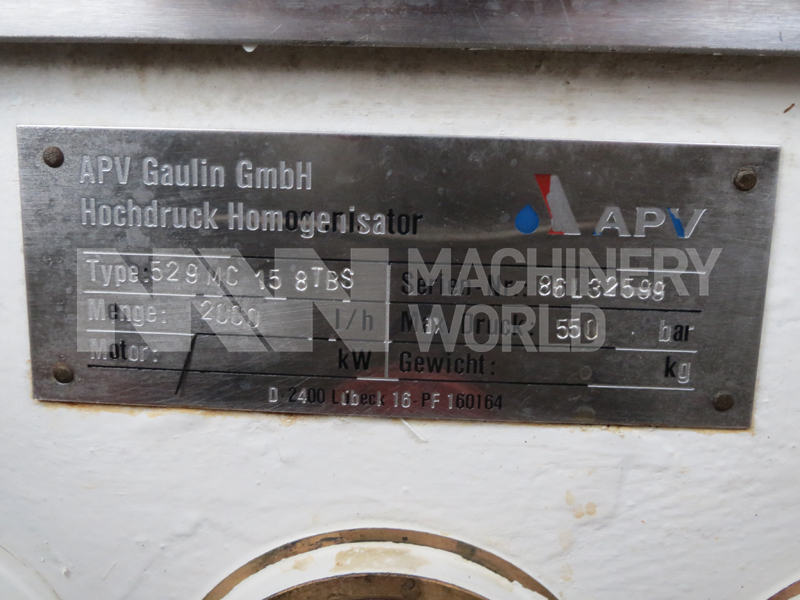 APV Gaulin GmbH
Hochdruck Homogenisator
APV
Type: 529 MC 15 8TBS Serien Nr.: 86L32599
Menge: 2000 l/h Max Druck: 550 bar
Motor: kW Gewicht: kg
D-2400 Lübeck 16-PF 160164
MACHINERY
WORLD